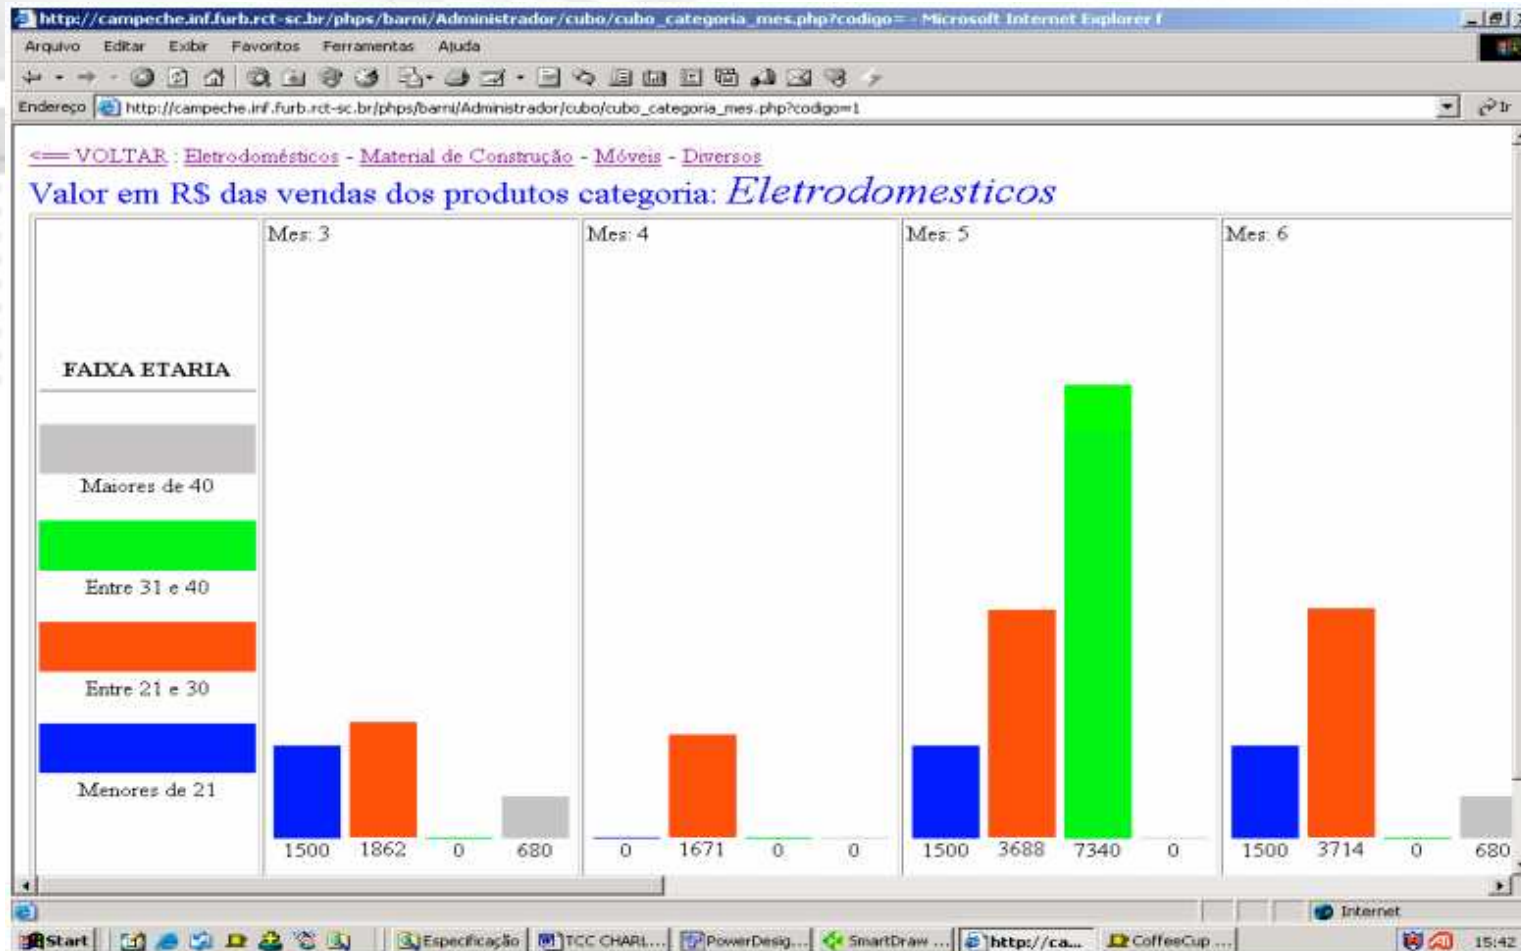 http://campeche.inf.furb.rct-sc.br/phps/barni/Administrador/cubo/cubo_categoria_mes.php?codigo= - Microsoft Internet Explorer f
Arquivo Editar Exibir Favoritos Ferramentas Ajuda
Endereço http://campeche.inf.furb.rct-sc.br/phps/barni/Administrador/cubo/cubo_categoria_mes.php?codigo=1 Ir
<== VOLTAR : Eletrodomésticos - Material de Construção - Móveis - Diversos
Valor em R$ das vendas dos produtos categoria: Eletrodomesticos
Mes: 3 Mes: 4 Mes: 5 Mes: 6
FAIXA ETARIA
Maiores de 40
Entre 31 e 40
Entre 21 e 30
Menores de 21
1500 1862 0 680 0 1671 0 0 1500 3688 7340 0 1500 3714 0 680
Internet
Start Especificação TCC CHARL... PowerDesig... SmartDraw ... http://ca... CoffeeCup ... 15:42